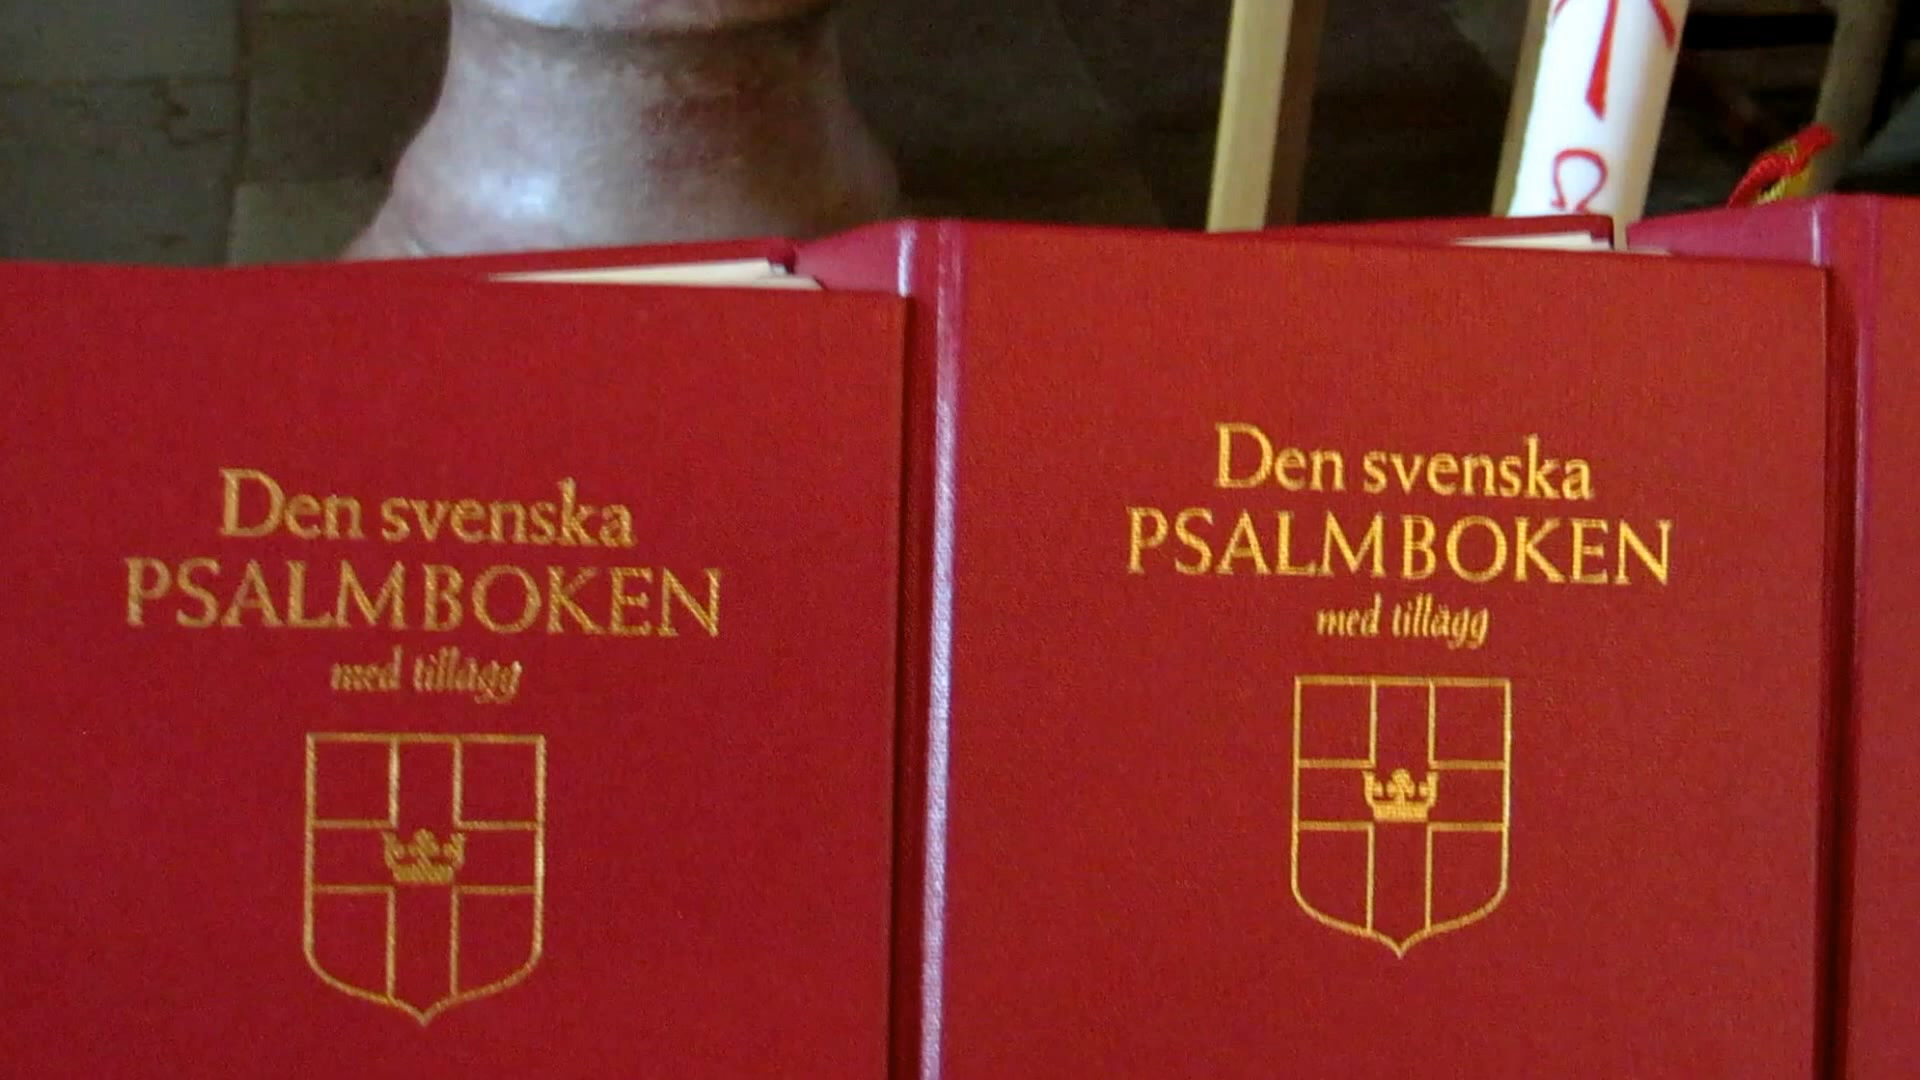 Den svenska
PSALMBOKEN
med tillägg
Den svenska
PSALMBOKEN
med tillägg